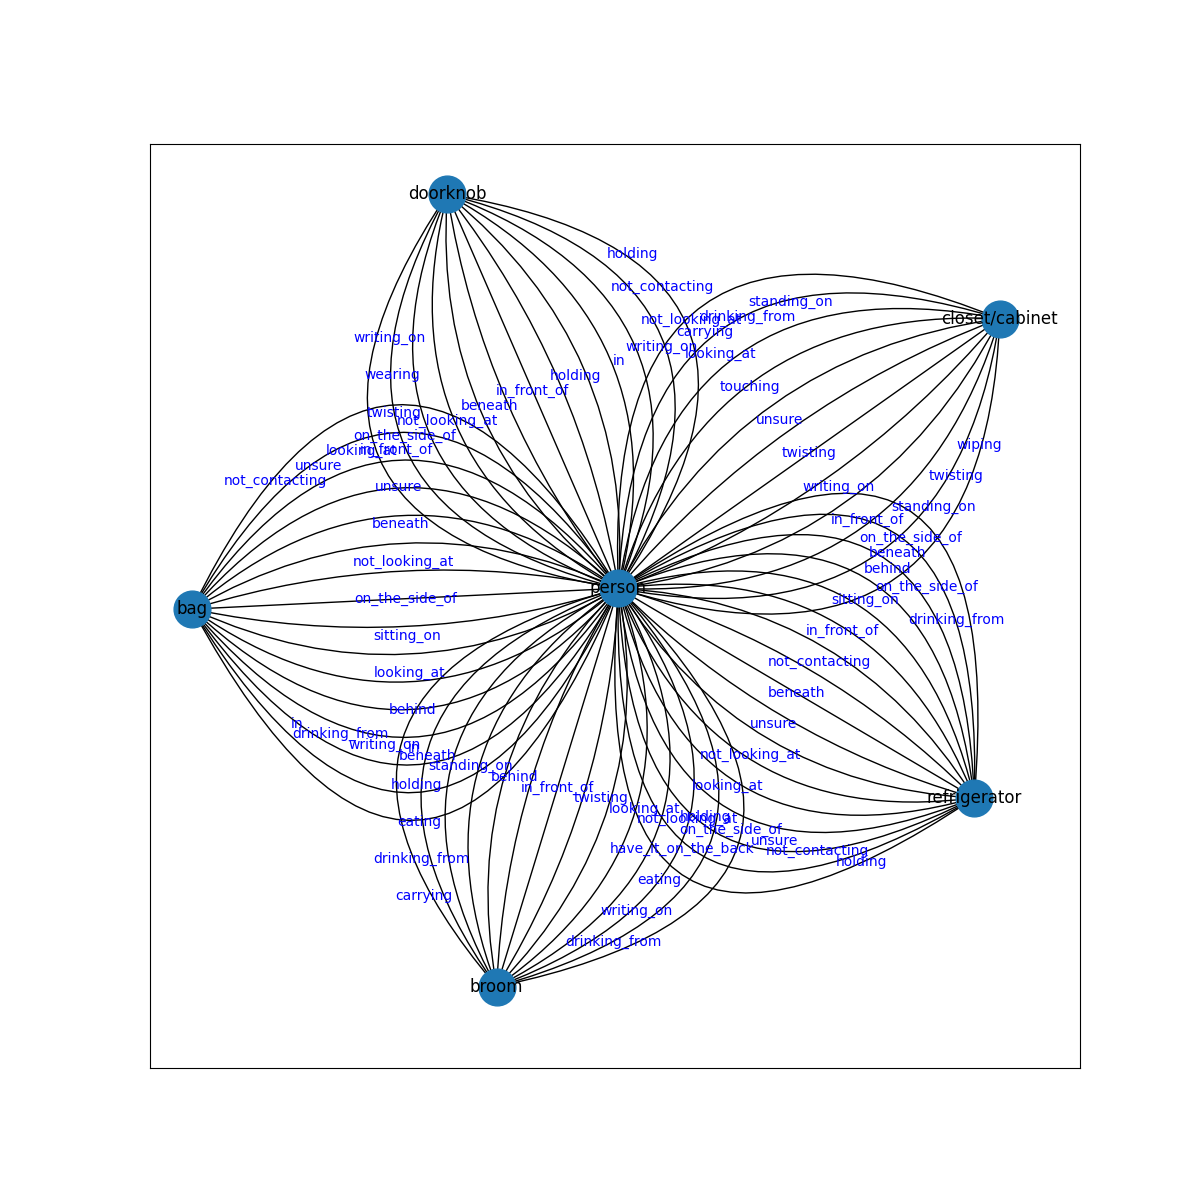 doorknob
holding
not_contacting
standing_on
not_looking_at
drinking_from
closet/cabinet
carrying
writing_on
writing_on
looking_at
in
wearing
holding
touching
in_front_of
beneath
twisting
not_looking_at
unsure
on_the_side_of
in_front_of
looking_at
wiping
twisting
unsure
not_contacting
twisting
unsure
writing_on
standing_on
beneath
in_front_of
on_the_side_of
beneath
not_looking_at
behind
person
on_the_side_of
on_the_side_of
sitting_on
bag
drinking_from
sitting_on
in_front_of
looking_at
not_contacting
beneath
behind
in
unsure
drinking_from
writing_on
in
beneath
not_looking_at
standing_on
behind
holding
in_front_of
looking_at
twisting
refrigerator
looking_at
not_looking_at
holding
eating
on_the_side_of
unsure
have_it_on_the_back
not_contacting
drinking_from
holding
eating
carrying
writing_on
drinking_from
broom